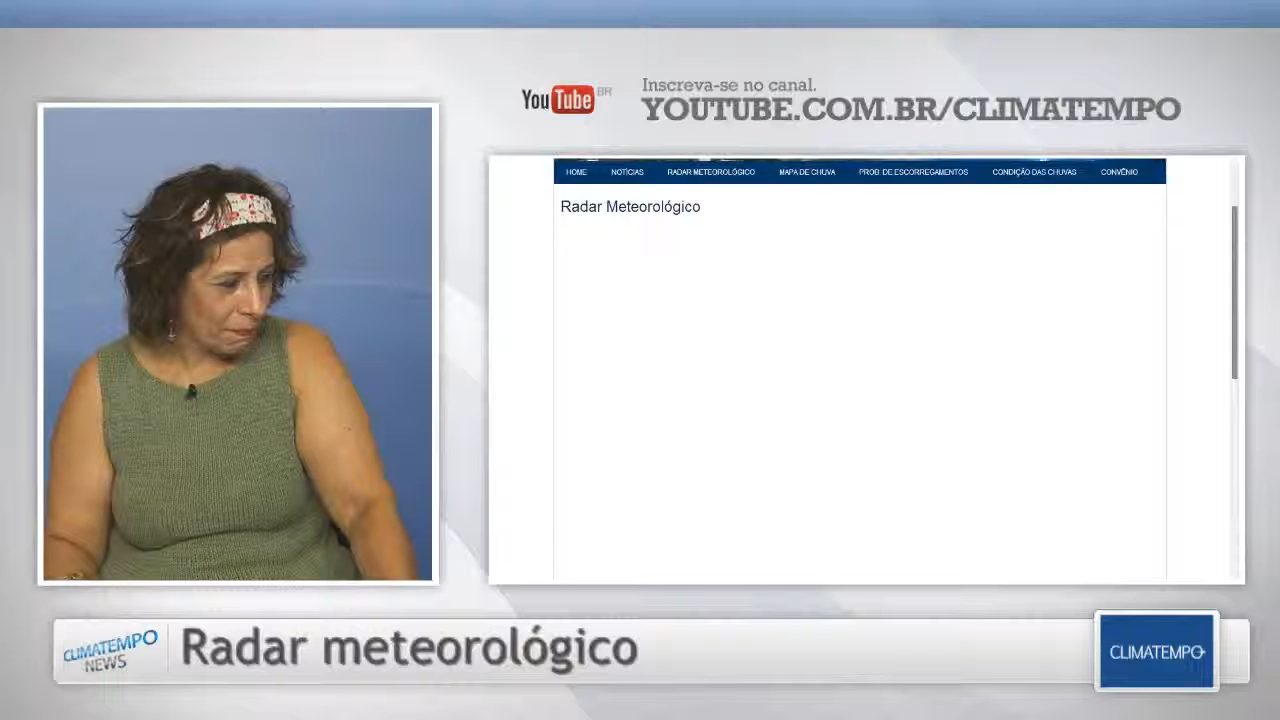 YouTube BR
Inscreva-se no canal.
YOUTUBE.COM.BR/CLIMATEMPO
HOME NOTÍCIAS RADAR METEOROLÓGICO MAPA DE CHUVA PROB. DE ESCORREGAMENTOS CONDIÇÃO DAS CHUVAS CONVÊNIO
Radar Meteorológico
CLIMATEMPO
NEWS
Radar meteorológico
CLIMATEMPO